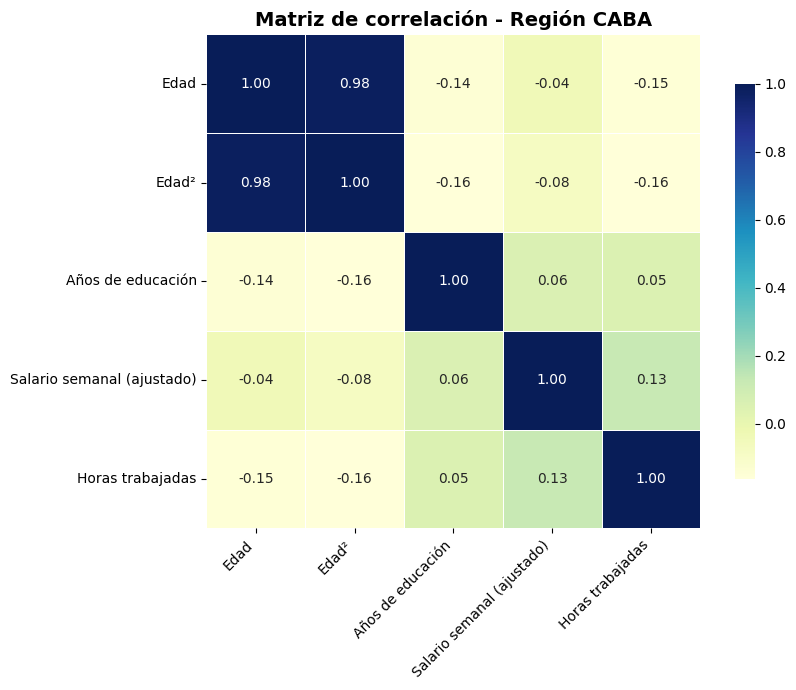 Matriz de correlación - Región CABA
Edad
1.00 0.98 -0.14 -0.04 -0.15
Edad²
0.98 1.00 -0.16 -0.08 -0.16
Años de educación
-0.14 -0.16 1.00 0.06 0.05
Salario semanal (ajustado)
-0.04 -0.08 0.06 1.00 0.13
Horas trabajadas
-0.15 -0.16 0.05 0.13 1.00
Edad
Edad²
Años de educación
Salario semanal (ajustado)
Horas trabajadas
1.0
0.8
0.6
0.4
0.2
0.0